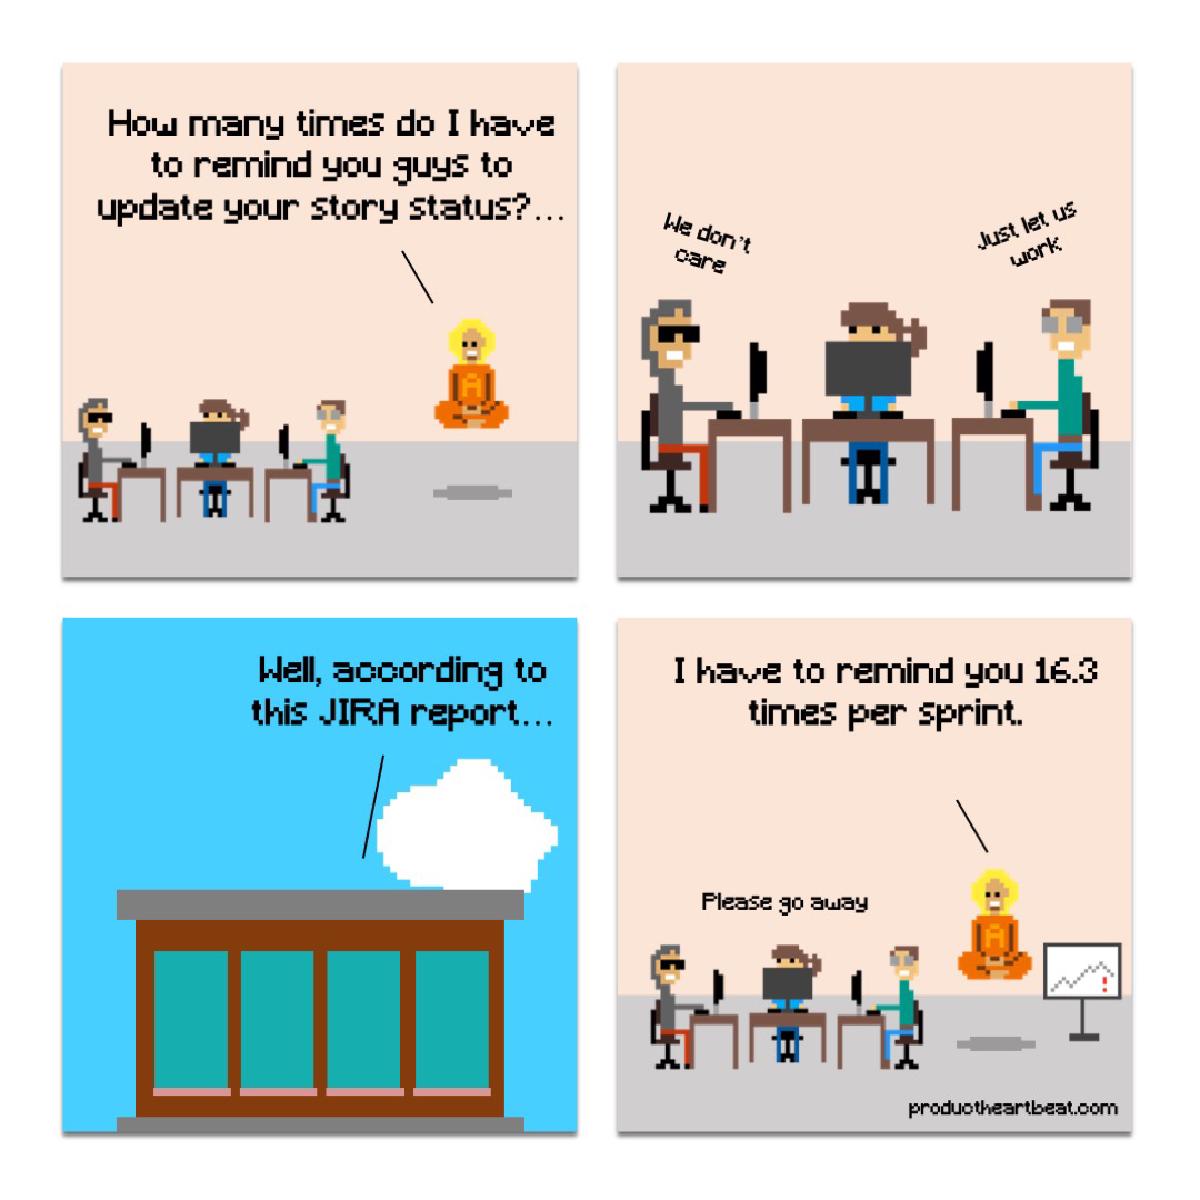 How many times do I have
to remind you guys to
update your story status?...
We don't
care
Just let us
work
Well, according to
this JIRA report...
I have to remind you 16.3
times per sprint.
Please go away
A
A
!
productheartbeat.com